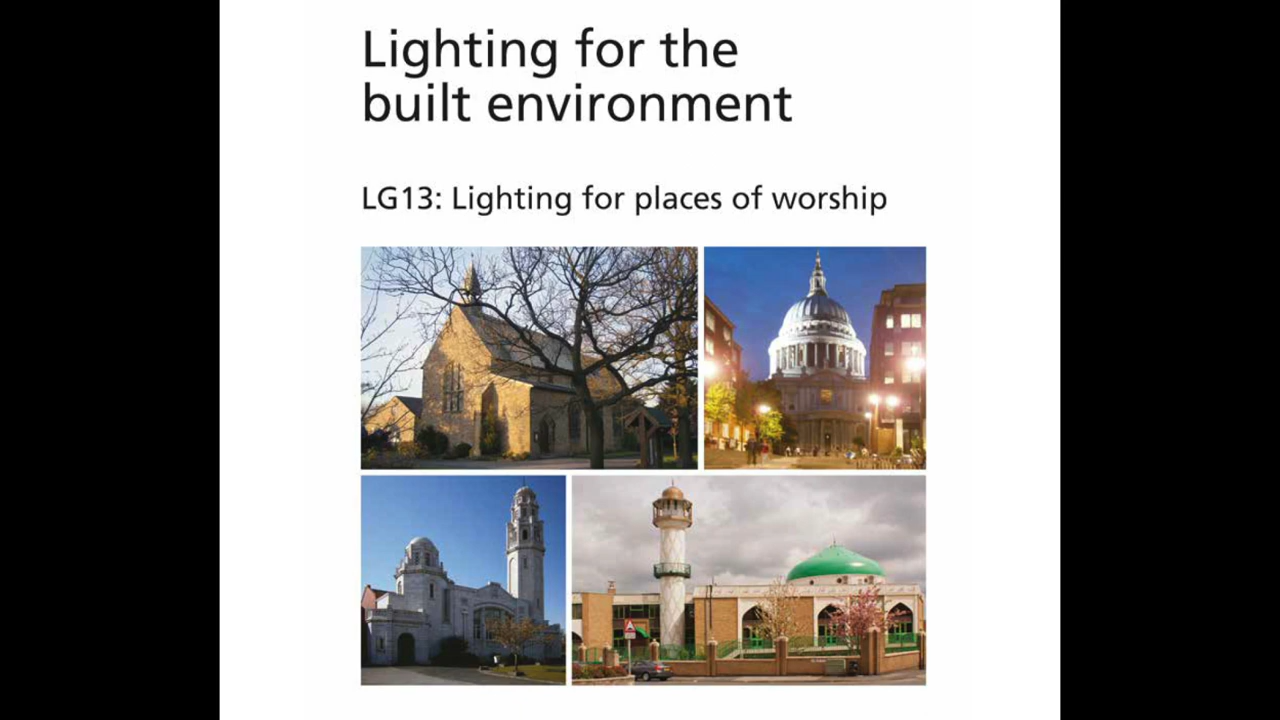 Lighting for the
built environment
LG13: Lighting for places of worship